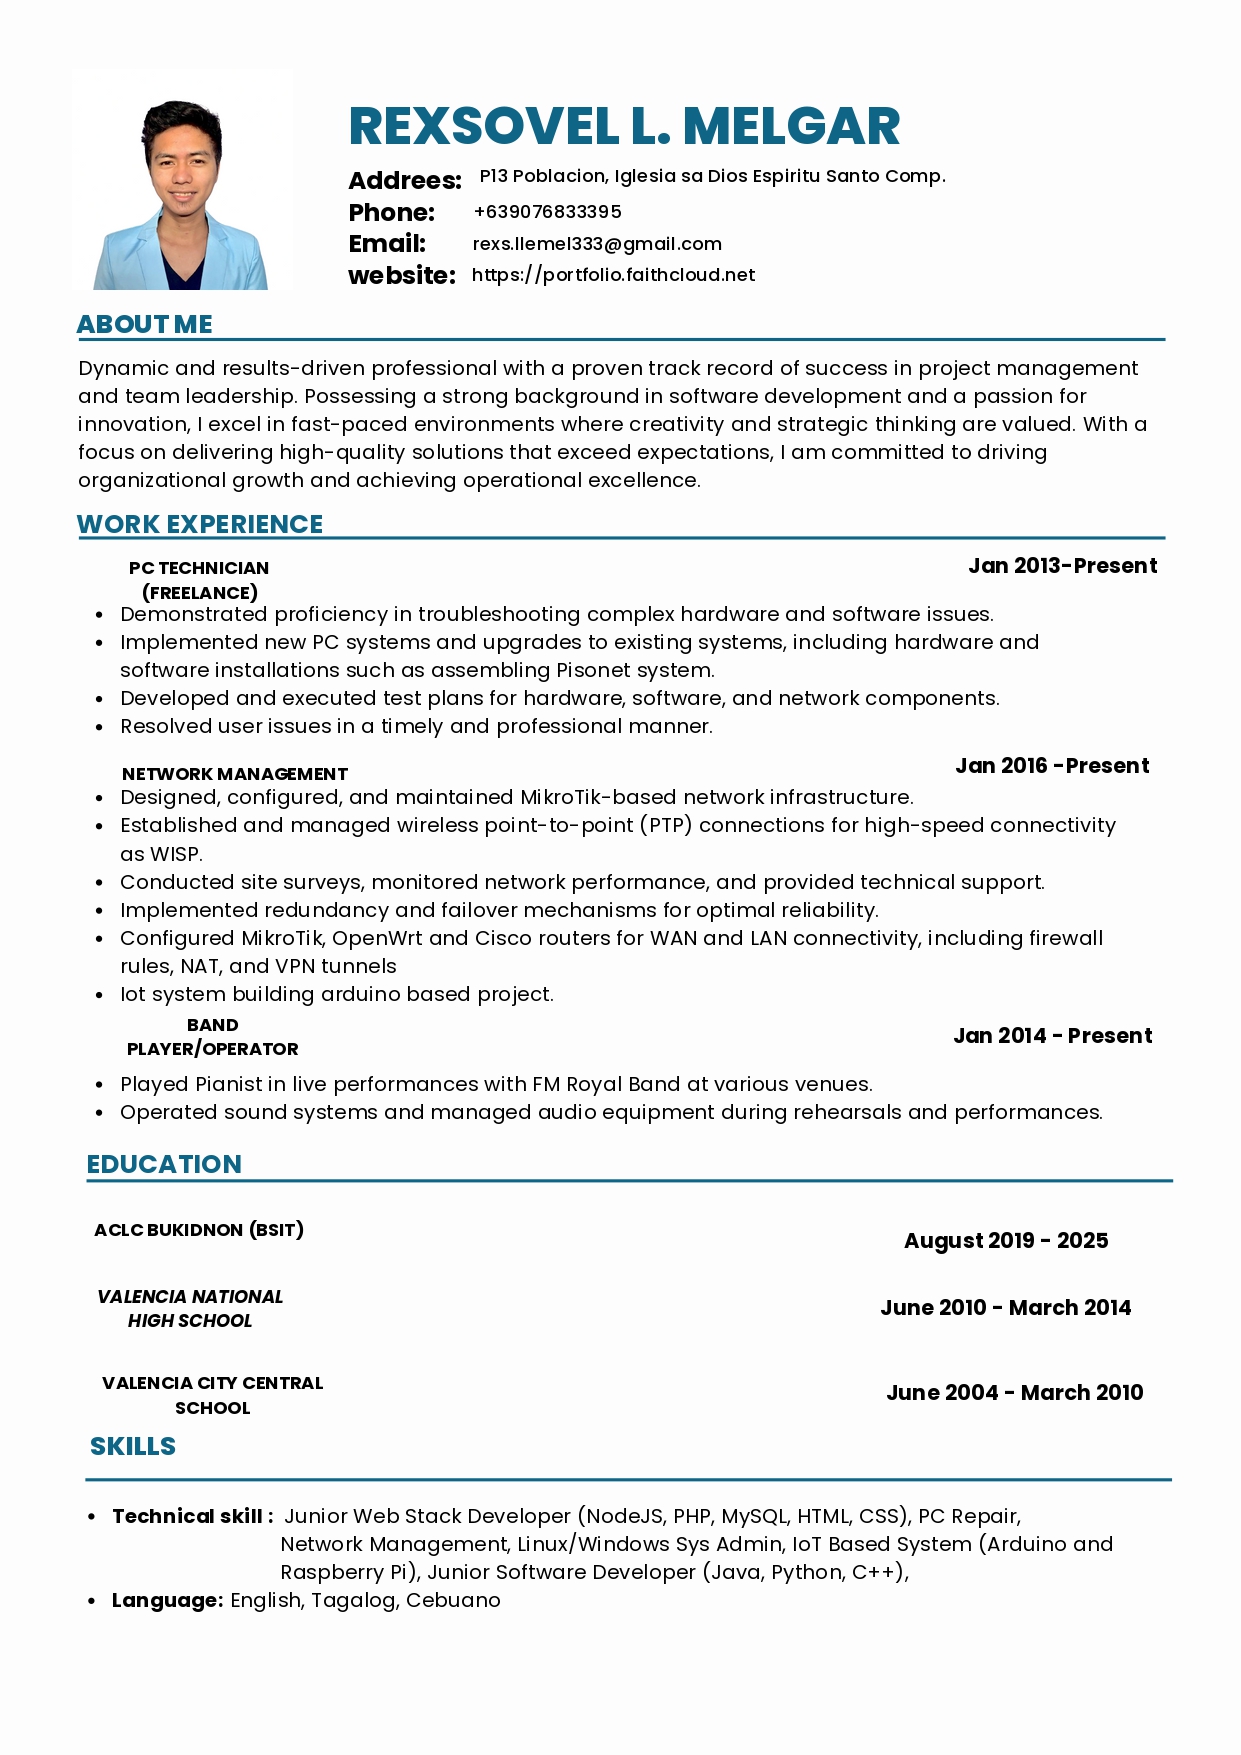 REXSOVEL L. MELGAR
Addrees: P13 Poblacion, Iglesia sa Dios Espiritu Santo Comp.
Phone: +639076833395
Email: rexs.llemel333@gmail.com
website: https://portfolio.faithcloud.net
ABOUT ME
Dynamic and results-driven professional with a proven track record of success in project management
and team leadership. Possessing a strong background in software development and a passion for
innovation, I excel in fast-paced environments where creativity and strategic thinking are valued. With a
focus on delivering high-quality solutions that exceed expectations, I am committed to driving
organizational growth and achieving operational excellence.
WORK EXPERIENCE
PC TECHNICIAN
(FREELANCE)
Jan 2013-Present
• Demonstrated proficiency in troubleshooting complex hardware and software issues.
• Implemented new PC systems and upgrades to existing systems, including hardware and
software installations such as assembling Pisonet system.
• Developed and executed test plans for hardware, software, and network components.
• Resolved user issues in a timely and professional manner.
NETWORK MANAGEMENT
Jan 2016 -Present
• Designed, configured, and maintained MikroTik-based network infrastructure.
• Established and managed wireless point-to-point (PTP) connections for high-speed connectivity
as WISP.
• Conducted site surveys, monitored network performance, and provided technical support.
• Implemented redundancy and failover mechanisms for optimal reliability.
• Configured MikroTik, OpenWrt and Cisco routers for WAN and LAN connectivity, including firewall
rules, NAT, and VPN tunnels
• Iot system building arduino based project.
BAND
PLAYER/OPERATOR
Jan 2014 - Present
• Played Pianist in live performances with FM Royal Band at various venues.
• Operated sound systems and managed audio equipment during rehearsals and performances.
EDUCATION
ACLC BUKIDNON (BSIT)
August 2019 - 2025
VALENCIA NATIONAL
HIGH SCHOOL
June 2010 - March 2014
VALENCIA CITY CENTRAL
SCHOOL
June 2004 - March 2010
SKILLS
• Technical skill : Junior Web Stack Developer (NodeJS, PHP, MySQL, HTML, CSS), PC Repair,
Network Management, Linux/Windows Sys Admin, IoT Based System (Arduino and
Raspberry Pi), Junior Software Developer (Java, Python, C++),
• Language: English, Tagalog, Cebuano